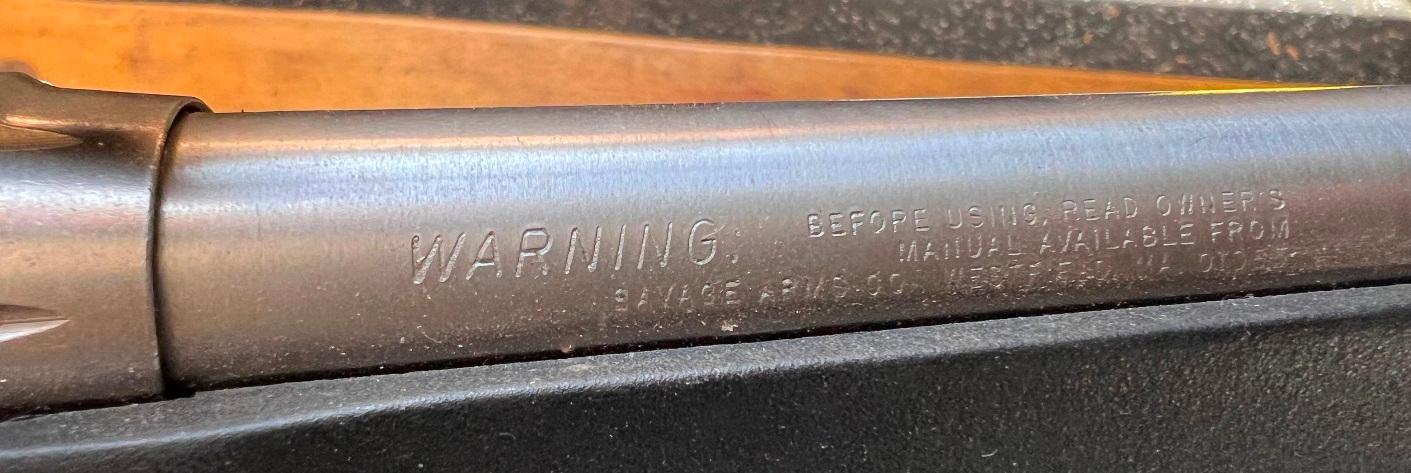 WARNING: BEFORE USING, READ OWNER'S
MANUAL AVAILABLE FROM
SAVAGE ARMS CO. WESTFIELD, MA.